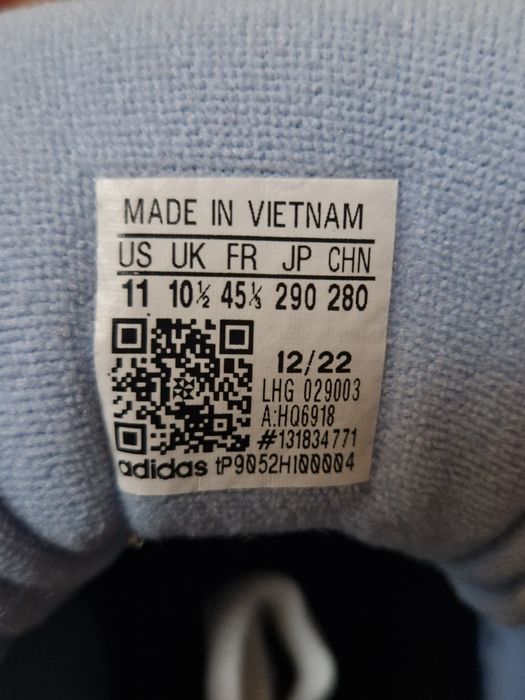 MADE IN VIETNAM
US UK FR JP CHN
11 10½ 45⅓ 290 280
12/22
LHG 029003
A:HQ6918
#131834771
adidas tP9052HI00004